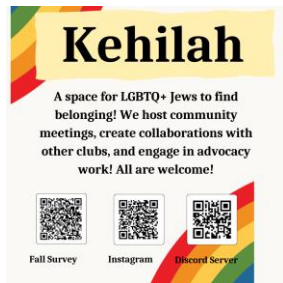 Kehilah
A space for LGBTQ+ Jews to find
belonging! We host community
meetings, create collaborations with
other clubs, and engage in advocacy
work! All are welcome!
Fall Survey Instagram Discord Server